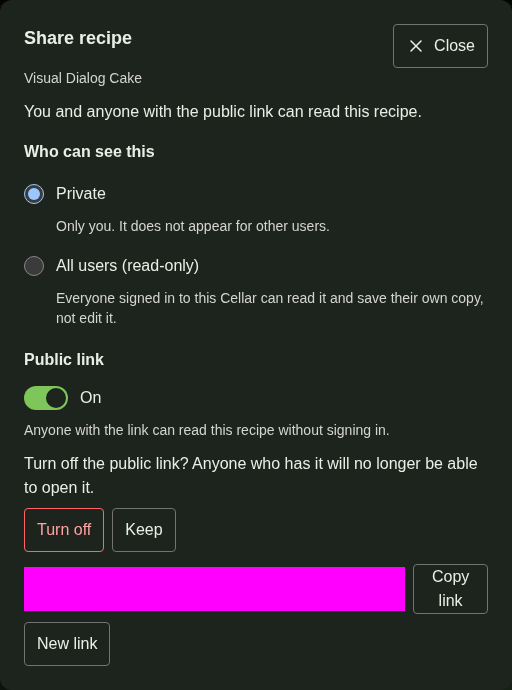 Share recipe
Close
Visual Dialog Cake
You and anyone with the public link can read this recipe.
Who can see this
Private
Only you. It does not appear for other users.
All users (read-only)
Everyone signed in to this Cellar can read it and save their own copy,
not edit it.
Public link
On
Anyone with the link can read this recipe without signing in.
Turn off the public link? Anyone who has it will no longer be able
to open it.
Turn off
Keep
Copy
link
New link